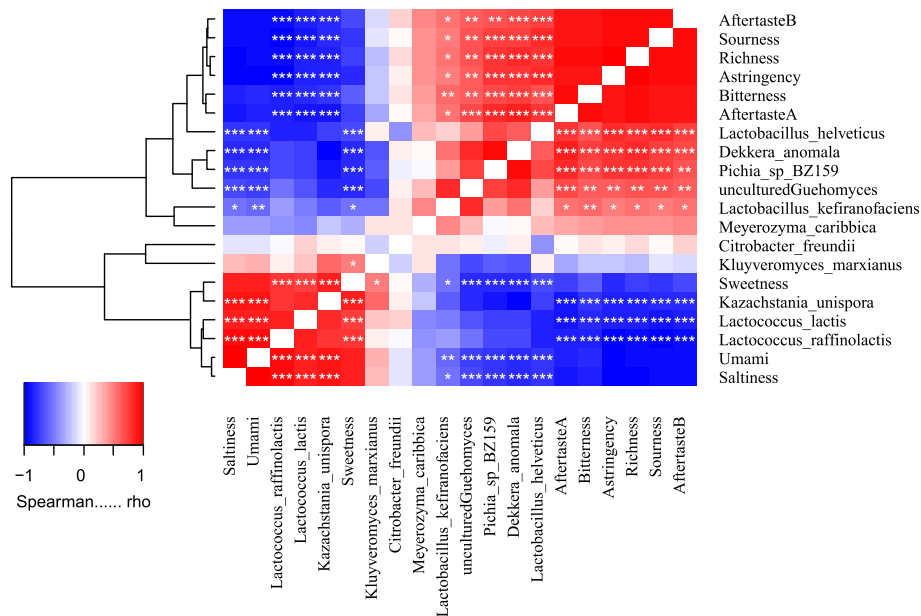 *** *** *** * ** ** *** *** AftertasteB
*** *** *** * ** *** *** *** Sourness
*** *** *** * ** *** *** *** Richness
*** *** *** * ** *** *** *** Astringency
*** *** *** ** ** *** *** *** Bitterness
*** *** *** * *** *** *** *** AftertasteA
*** *** *** *** *** *** *** *** *** Lactobacillus_helveticus
*** *** *** *** *** *** *** *** *** Dekkera_anomala
*** *** *** *** *** *** *** *** ** Pichia_sp_BZ159
*** *** *** *** ** ** ** ** ** unculturedGuehomyces
* ** * * ** * * * * Lactobacillus_kefiranofaciens
Meyerozyma_caribbica
Citrobacter_freundii
* Kluyveromyces_marxianus
*** *** *** * * *** *** *** *** Sweetness
*** *** *** *** *** *** *** *** *** Kazachstania_unispora
*** *** *** *** *** *** *** *** *** Lactococcus_lactis
*** *** *** *** *** *** *** *** *** Lactococcus_raffinolactis
*** *** *** ** *** *** *** *** Umami
*** *** *** * *** *** *** *** Saltiness
−1 0 1
Spearman...... rho
Saltiness
Umami
Lactococcus_raffinolactis
Lactococcus_lactis
Kazachstania_unispora
Sweetness
Kluyveromyces_marxianus
Citrobacter_freundii
Meyerozyma_caribbica
Lactobacillus_kefiranofaciens
unculturedGuehomyces
Pichia_sp_BZ159
Dekkera_anomala
Lactobacillus_helveticus
AftertasteA
Bitterness
Astringency
Richness
Sourness
AftertasteB